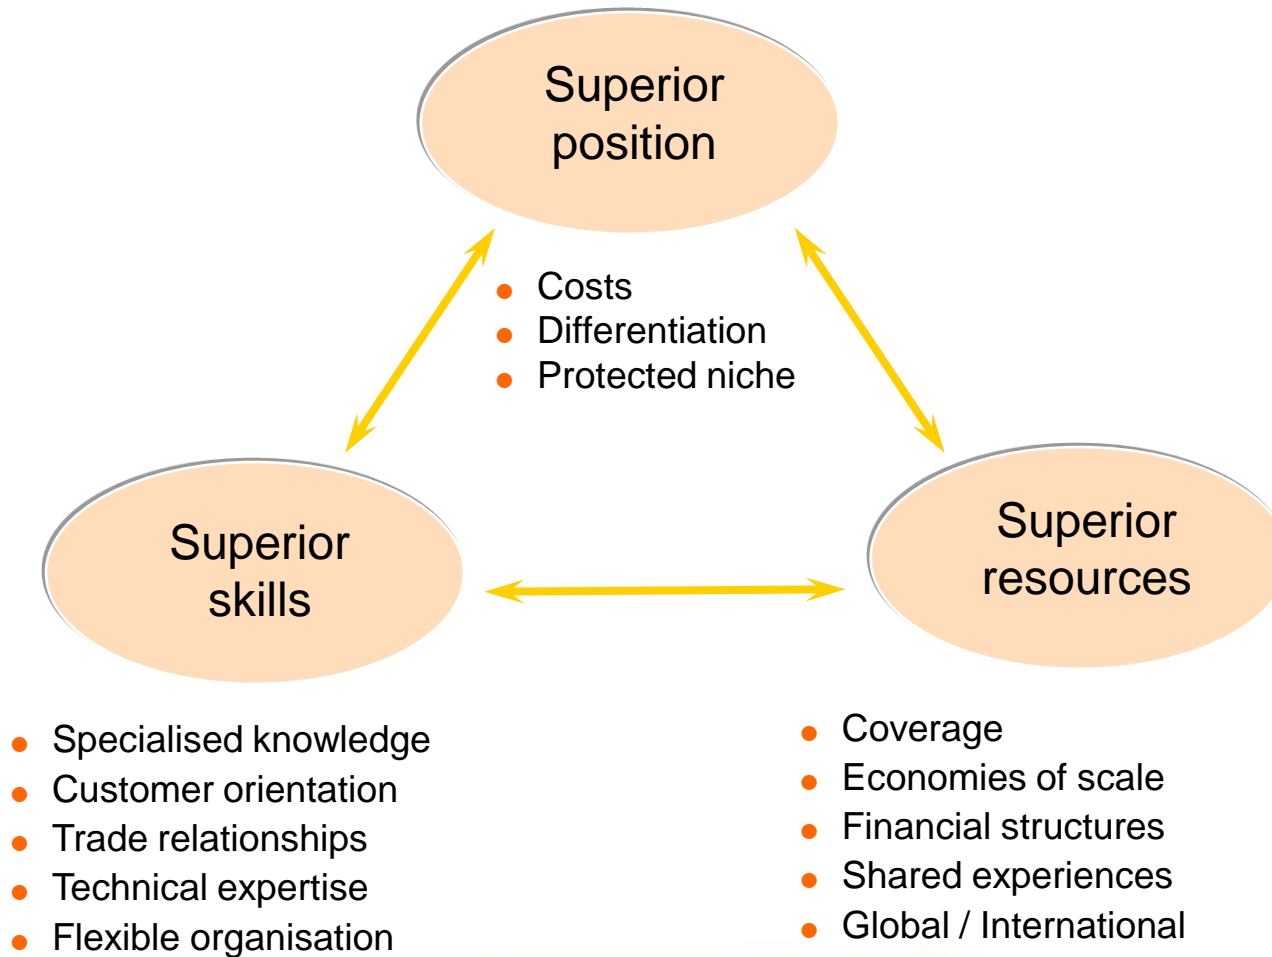 Superior
position
● Costs
● Differentiation
● Protected niche
Superior
skills
Superior
resources
● Specialised knowledge
● Customer orientation
● Trade relationships
● Technical expertise
● Flexible organisation
● Coverage
● Economies of scale
● Financial structures
● Shared experiences
● Global / International